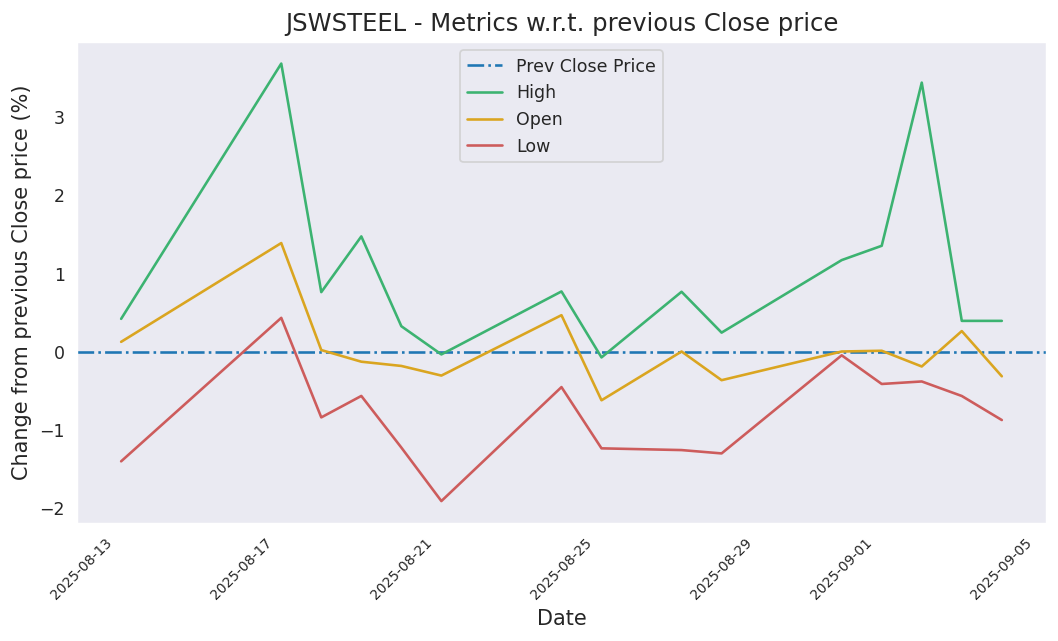 JSWSTEEL - Metrics w.r.t. previous Close price
Prev Close Price
High
Open
Low
Change from previous Close price (%)
3
2
1
0
−1
−2
2025-08-13
2025-08-17
2025-08-21
2025-08-25
2025-08-29
2025-09-01
2025-09-05
Date